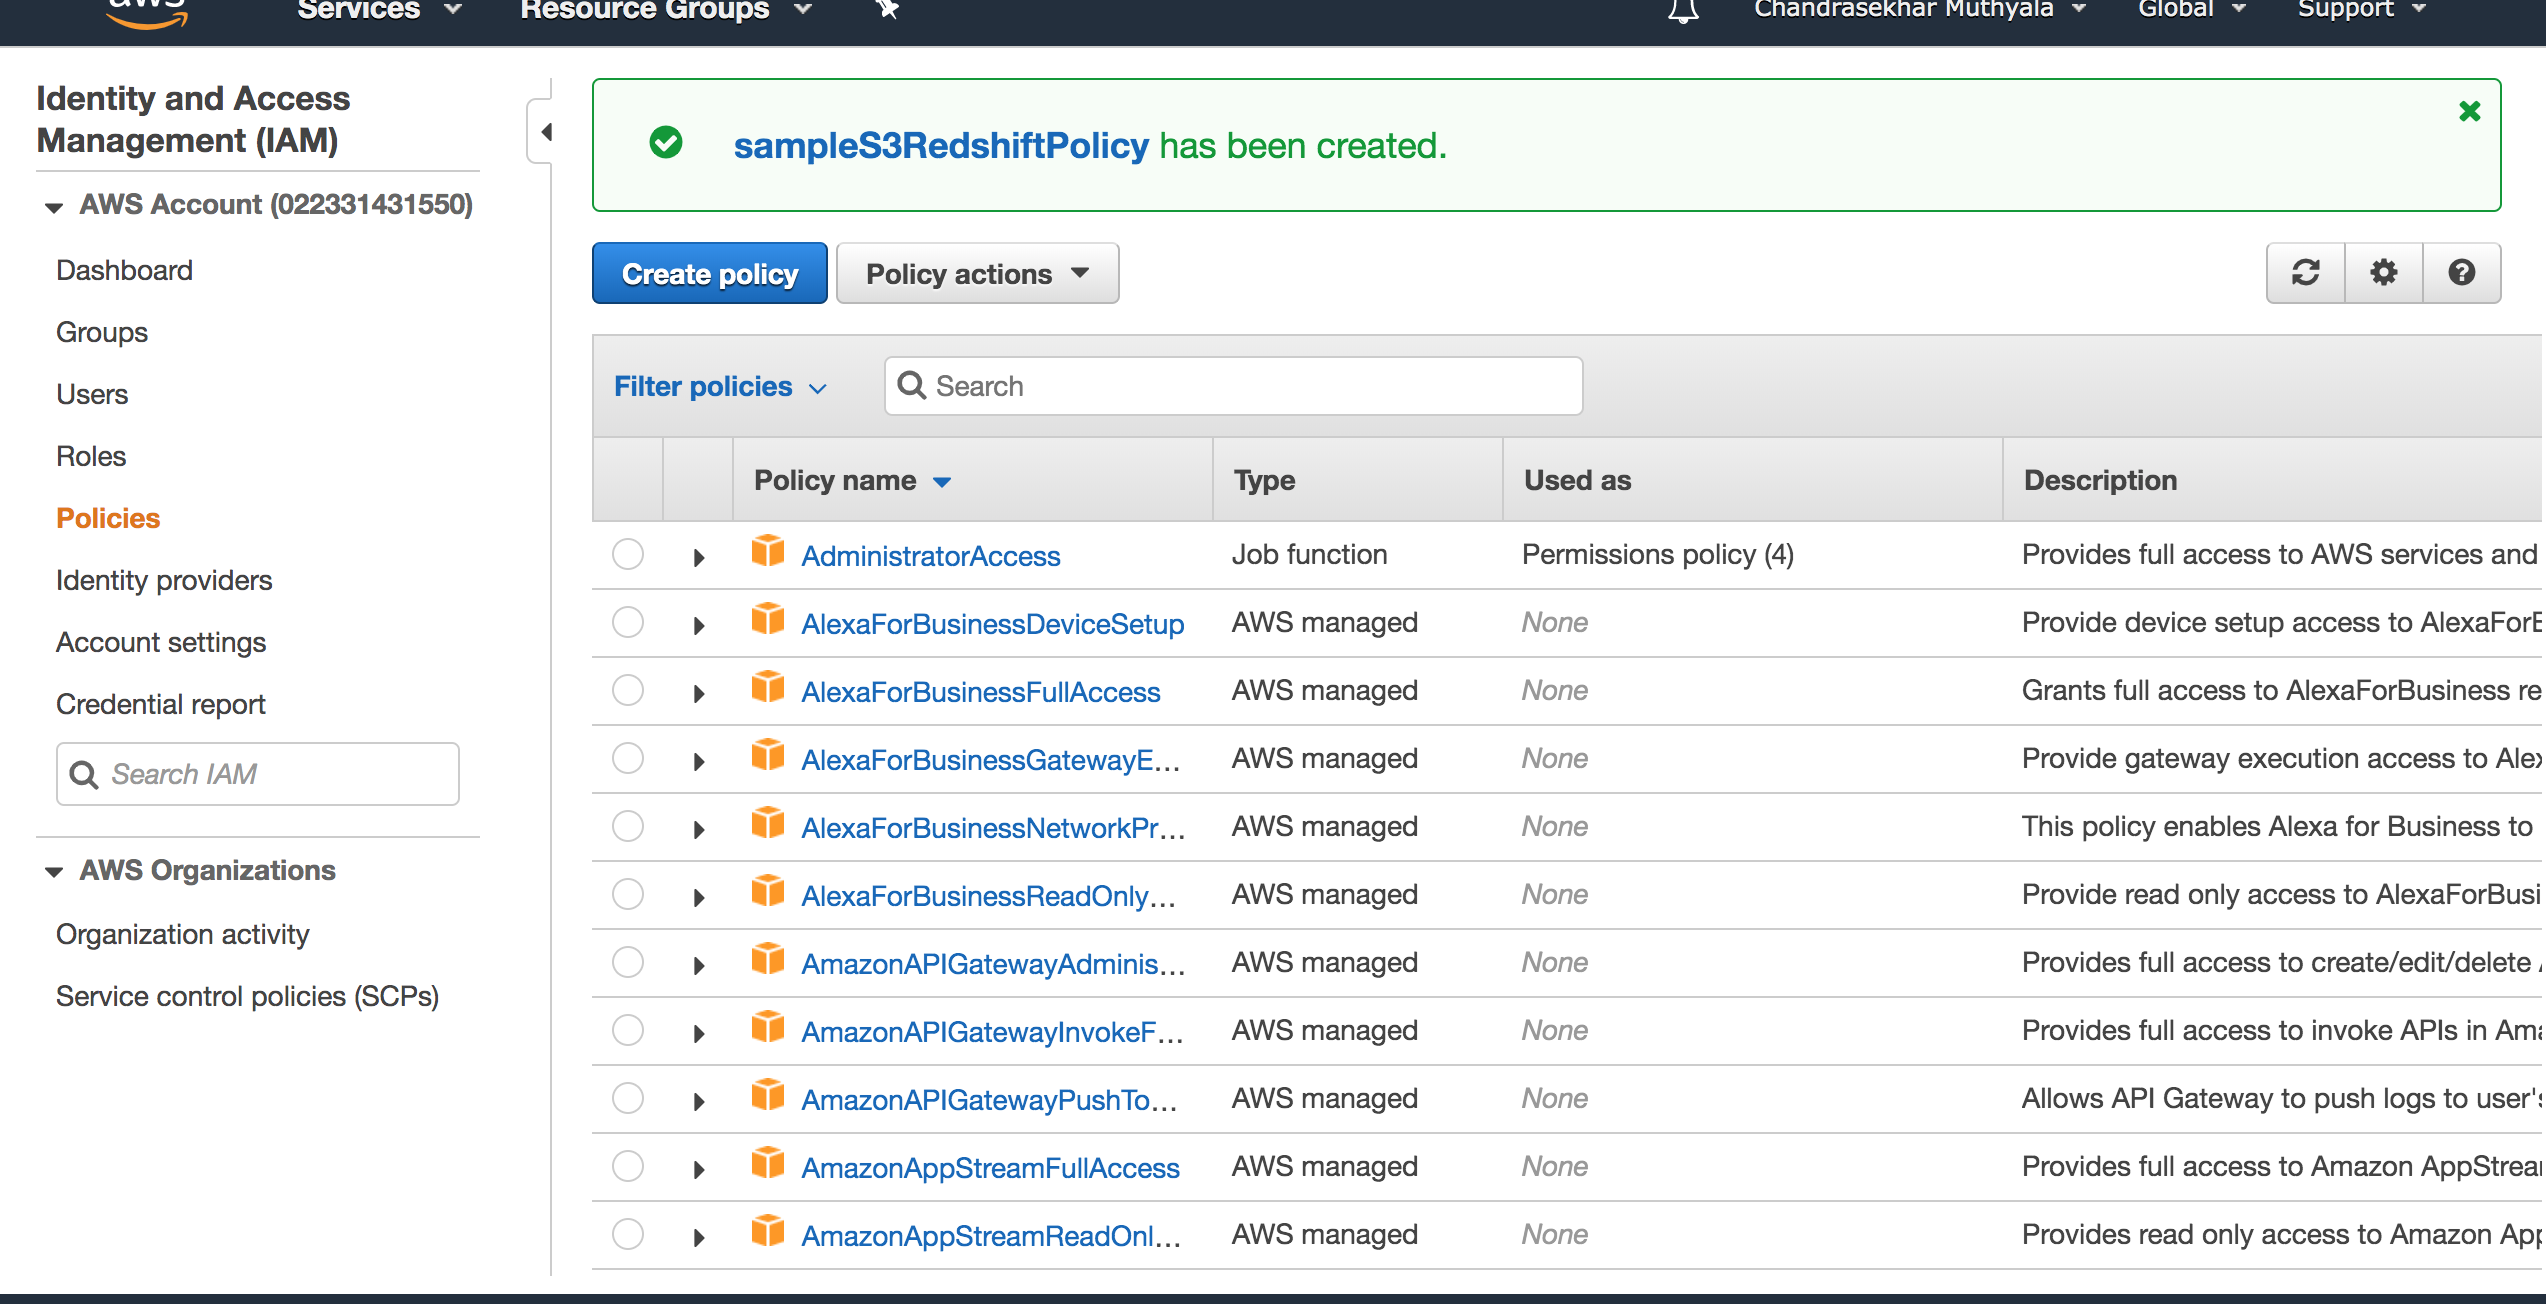 aws Services Resource Groups Chandrasekhar Muthyala Global Support
Identity and Access
Management (IAM)
AWS Account (022331431550)
Dashboard
Groups
Users
Roles
Policies
Identity providers
Account settings
Credential report
Search IAM
AWS Organizations
Organization activity
Service control policies (SCPs)
sampleS3RedshiftPolicy has been created.
Create policy Policy actions
Filter policies Search
Policy name Type Used as Description
AdministratorAccess Job function Permissions policy (4) Provides full access to AWS services and
AlexaForBusinessDeviceSetup AWS managed None Provide device setup access to AlexaForB
AlexaForBusinessFullAccess AWS managed None Grants full access to AlexaForBusiness re
AlexaForBusinessGatewayE... AWS managed None Provide gateway execution access to Alex
AlexaForBusinessNetworkPr... AWS managed None This policy enables Alexa for Business to
AlexaForBusinessReadOnly... AWS managed None Provide read only access to AlexaForBusi
AmazonAPIGatewayAdminis... AWS managed None Provides full access to create/edit/delete A
AmazonAPIGatewayInvokeF... AWS managed None Provides full access to invoke APIs in Ama
AmazonAPIGatewayPushTo... AWS managed None Allows API Gateway to push logs to user's
AmazonAppStreamFullAccess AWS managed None Provides full access to Amazon AppStrea
AmazonAppStreamReadOnl... AWS managed None Provides read only access to Amazon App